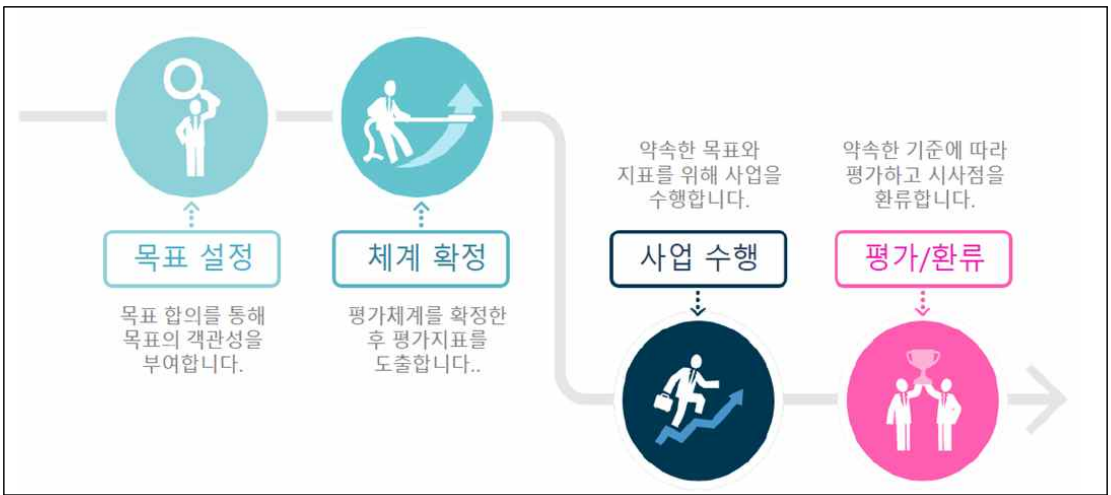 목표 설정
목표 합의를 통해
목표의 객관성을
부여합니다.
체계 확정
평가체계를 확정한
후 평가지표를
도출합니다..
약속한 목표와
지표를 위해 사업을
수행합니다.
사업 수행
약속한 기준에 따라
평가하고 시사점을
환류합니다.
평가/환류